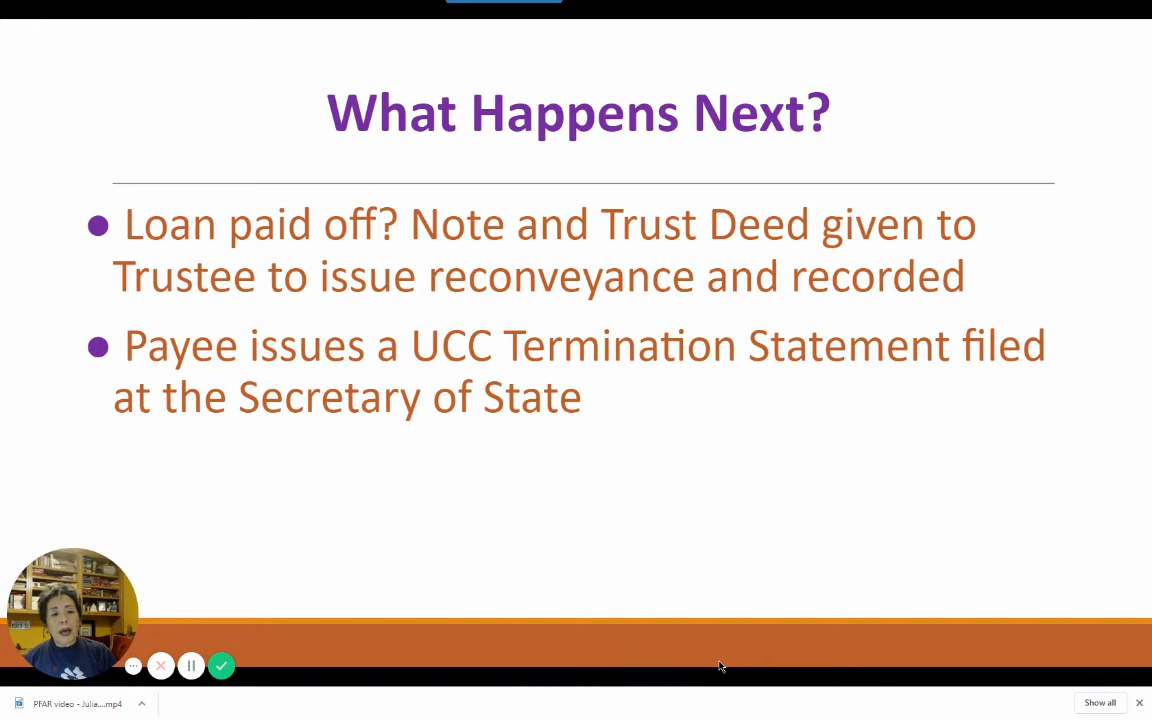 What Happens Next?
● Loan paid off? Note and Trust Deed given to
Trustee to issue reconveyance and recorded
● Payee issues a UCC Termination Statement filed
at the Secretary of State
PFAR video - Julia....mp4
Show all